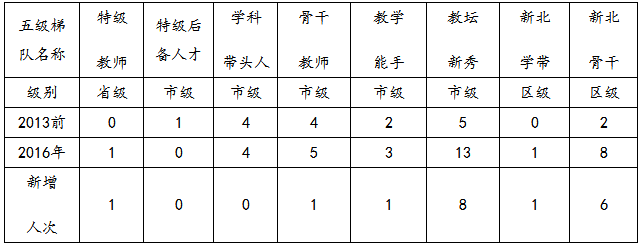 五级梯队名称 特级教师 特级后备人才 学科带头人 骨干教师 教学能手 教坛新秀 新北学带 新北骨干
级别 省级 市级 市级 市级 市级 市级 区级 区级
2013前 0 1 4 4 2 5 0 2
2016年 1 0 4 5 3 13 1 8
新增人次 1 0 0 1 1 8 1 6